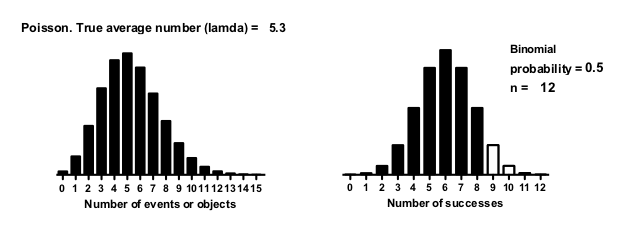 Poisson. True average number (lamda) = 5.3
0 1 2 3 4 5 6 7 8 9 10 11 12 13 14 15
Number of events or objects
Binomial
probability = 0.5
n = 12
0 1 2 3 4 5 6 7 8 9 10 11 12
Number of successes